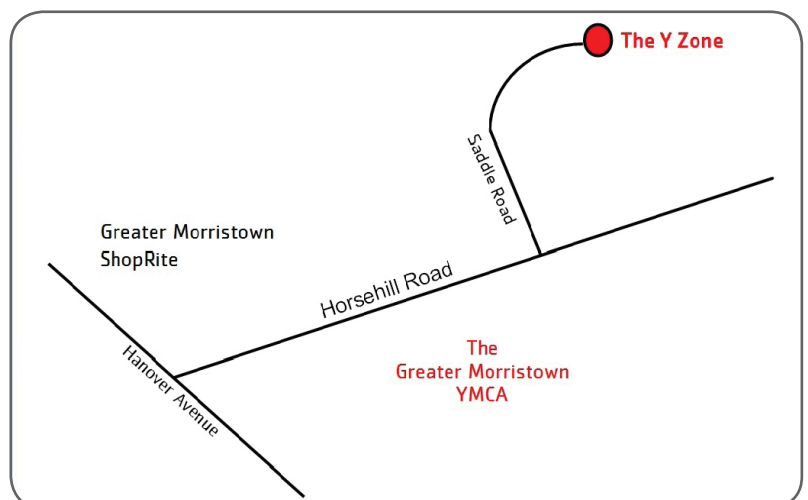 The Y Zone
Saddle Road
Greater Morristown
ShopRite
Horsehill Road
Hanover Avenue
The
Greater Morristown
YMCA